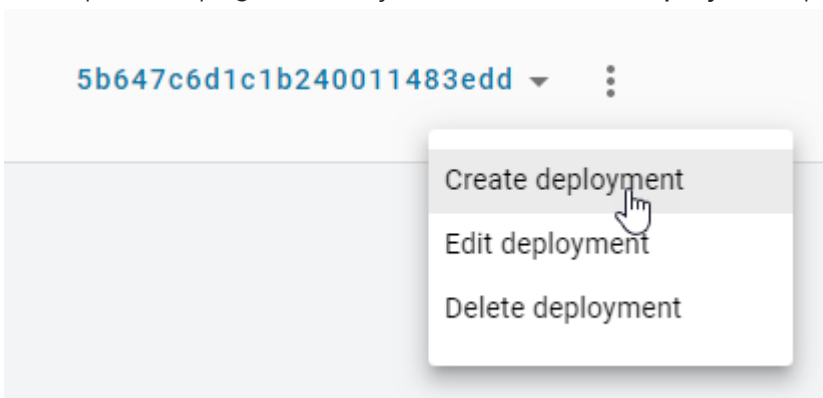 5b647c6d1c1b240011483edd
Create deployment
Edit deployment
Delete deployment